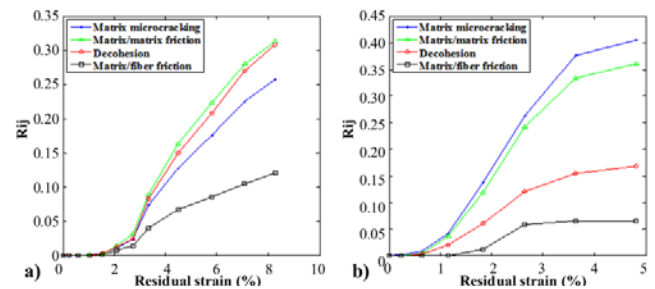 0.35
0.30
0.25
0.20
0.15
0.10
0.05
0
Rij
Matrix microcracking
Matrix/matrix friction
Decohesion
Matrix/fiber friction
0 2 4 6 8 10
Residual strain (%)
a)
0.45
0.40
0.35
0.30
0.25
0.20
0.15
0.10
0.05
0.00
Rij
Matrix microcracking
Matrix/matrix friction
Decohesion
Matrix/fiber friction
0 1 2 3 4 5
Residual strain (%)
b)